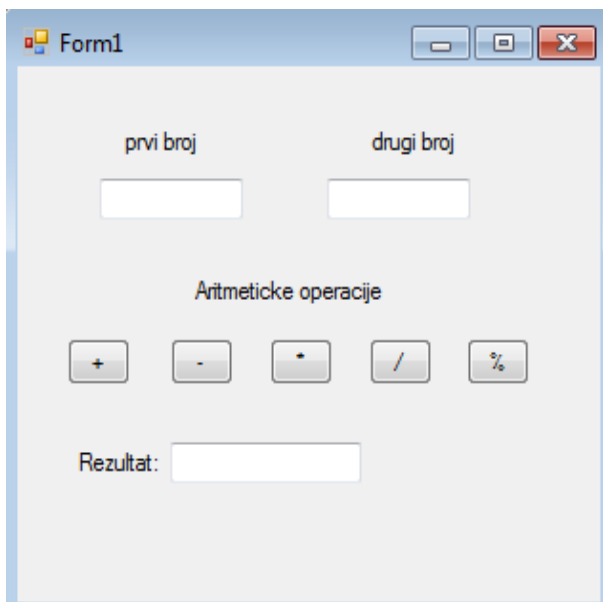 Form1
prvi broj drugi broj
Aritmeticke operacije
+ - * / %
Rezultat: